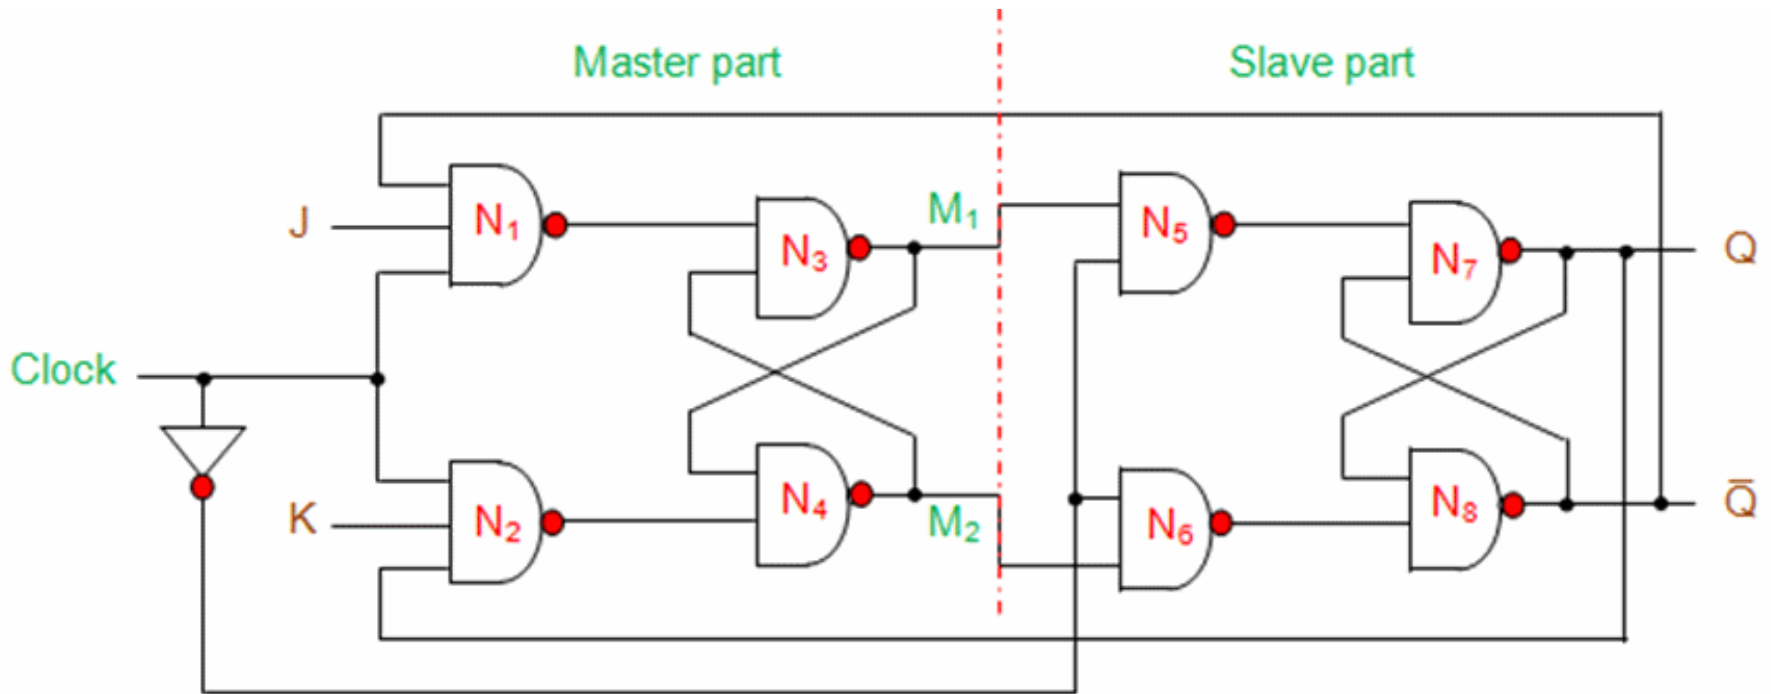 Master part
Slave part
J
N₁
N₃
M₁
N₅
N₇
Q
Clock
K
N₂
N₄
M₂
N₆
N₈
Q̅